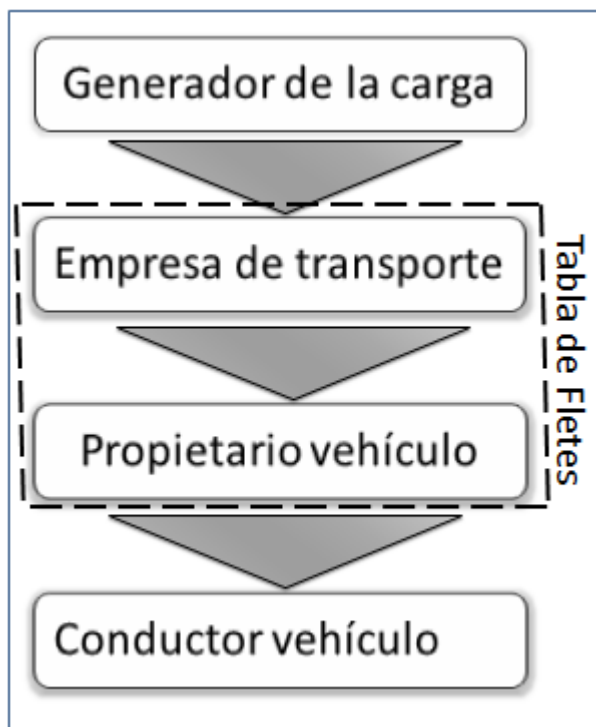 Generador de la carga
Empresa de transporte
Propietario vehículo
Conductor vehículo
Tabla de Fletes